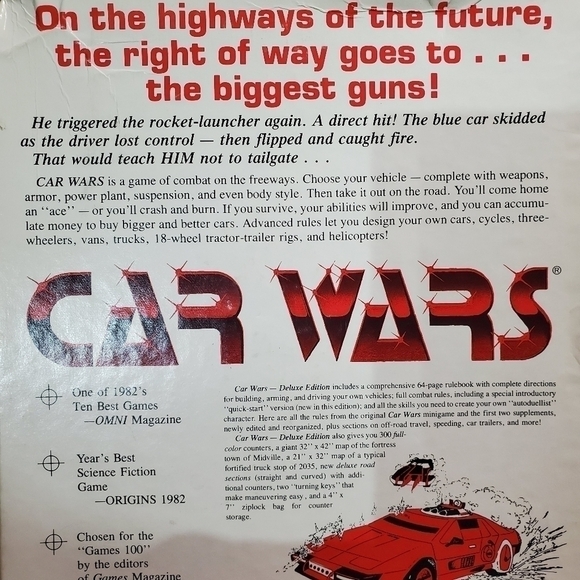 On the highways of the future,
the right of way goes to . . .
the biggest guns!
He triggered the rocket-launcher again. A direct hit! The blue car skidded
as the driver lost control — then flipped and caught fire.
That would teach HIM not to tailgate . . .
CAR WARS is a game of combat on the freeways. Choose your vehicle — complete with weapons,
armor, power plant, suspension, and even body style. Then take it out on the road. You'll come home
an "ace" — or you'll crash and burn. If you survive, your abilities will improve, and you can accumu-
late money to buy bigger and better cars. Advanced rules let you design your own cars, cycles, three-
wheelers, vans, trucks, 18-wheel tractor-trailer rigs, and helicopters!
CAR WARS®
One of 1982's
Ten Best Games
—OMNI Magazine
Year's Best
Science Fiction
Game
—ORIGINS 1982
Chosen for the
"Games 100"
by the editors
of Games Magazine
Car Wars — Deluxe Edition includes a comprehensive 64-page rulebook with complete directions
for building, arming, and driving your own vehicles; full combat rules, including a special introductory
"quick-start" version (new in this edition); and all the skills you need to create your own "autoduellist"
character. Here are all the rules from the original Car Wars minigame and the first two supplements,
newly edited and reorganized, plus sections on off-road travel, speeding, car trailers, and more!
Car Wars — Deluxe Edition also gives you 300 full-
color counters, a giant 32" x 42" map of the fortress
town of Midville, a 21" x 32" map of a typical
fortified truck stop of 2035, new deluxe road
sections (straight and curved) with addi-
tional counters, two "turning keys" that
make maneuvering easy, and a 4" x
7" ziplock bag for counter
storage.